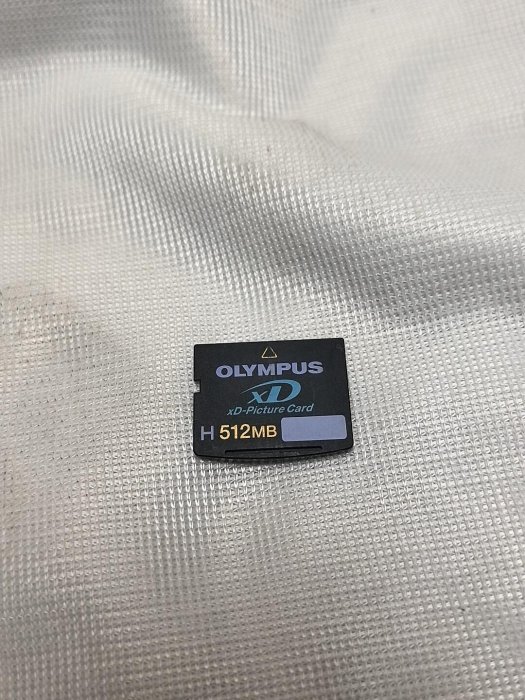 OLYMPUS
xD
xD-Picture Card
H 512MB